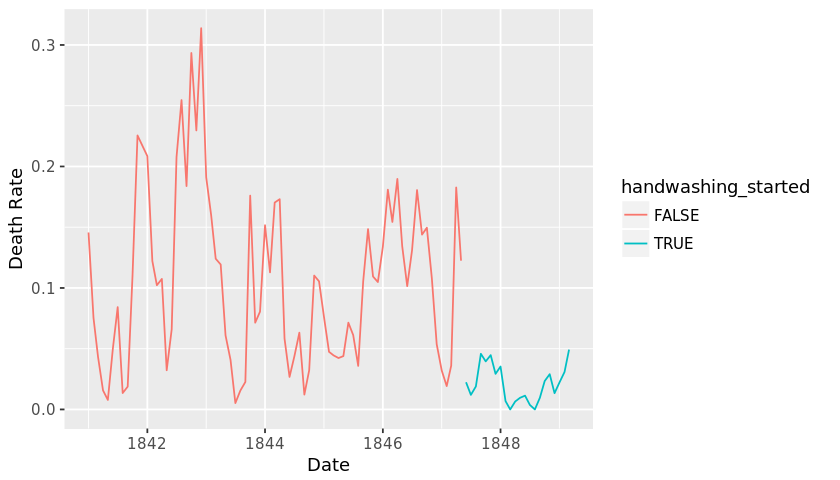 0.3
0.2
0.1
0.0
Death Rate
1842 1844 1846 1848
Date
handwashing_started
FALSE
TRUE